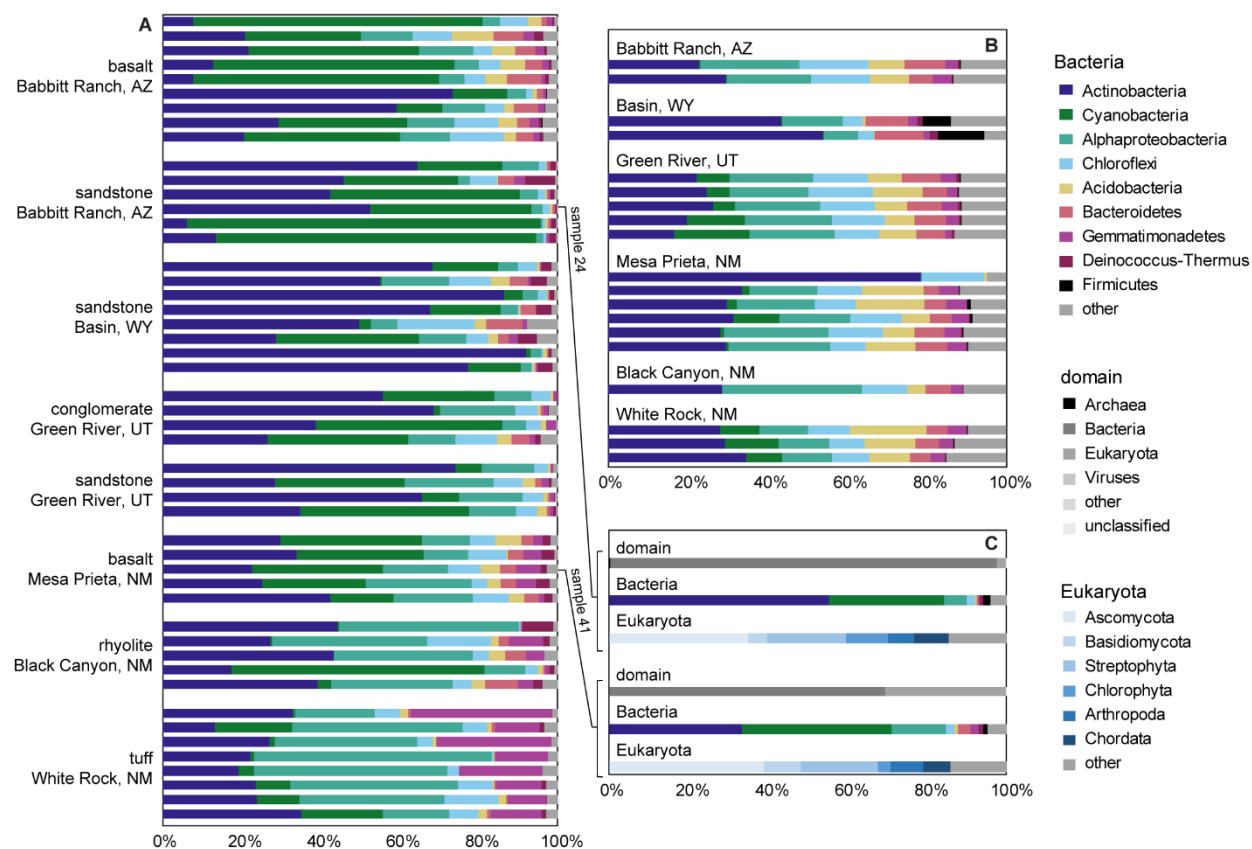 A
basalt
Babbitt Ranch, AZ
sandstone
Babbitt Ranch, AZ
sandstone
Basin, WY
conglomerate
Green River, UT
sandstone
Green River, UT
basalt
Mesa Prieta, NM
rhyolite
Black Canyon, NM
tuff
White Rock, NM
0% 20% 40% 60% 80% 100%
sample 24
sample 41
B
Babbitt Ranch, AZ
Basin, WY
Green River, UT
Mesa Prieta, NM
Black Canyon, NM
White Rock, NM
0% 20% 40% 60% 80% 100%
C
domain
Bacteria
Eukaryota
domain
Bacteria
Eukaryota
0% 20% 40% 60% 80% 100%
Bacteria
Actinobacteria
Cyanobacteria
Alphaproteobacteria
Chloroflexi
Acidobacteria
Bacteroidetes
Gemmatimonadetes
Deinococcus-Thermus
Firmicutes
other
domain
Archaea
Bacteria
Eukaryota
Viruses
other
unclassified
Eukaryota
Ascomycota
Basidiomycota
Streptophyta
Chlorophyta
Arthropoda
Chordata
other